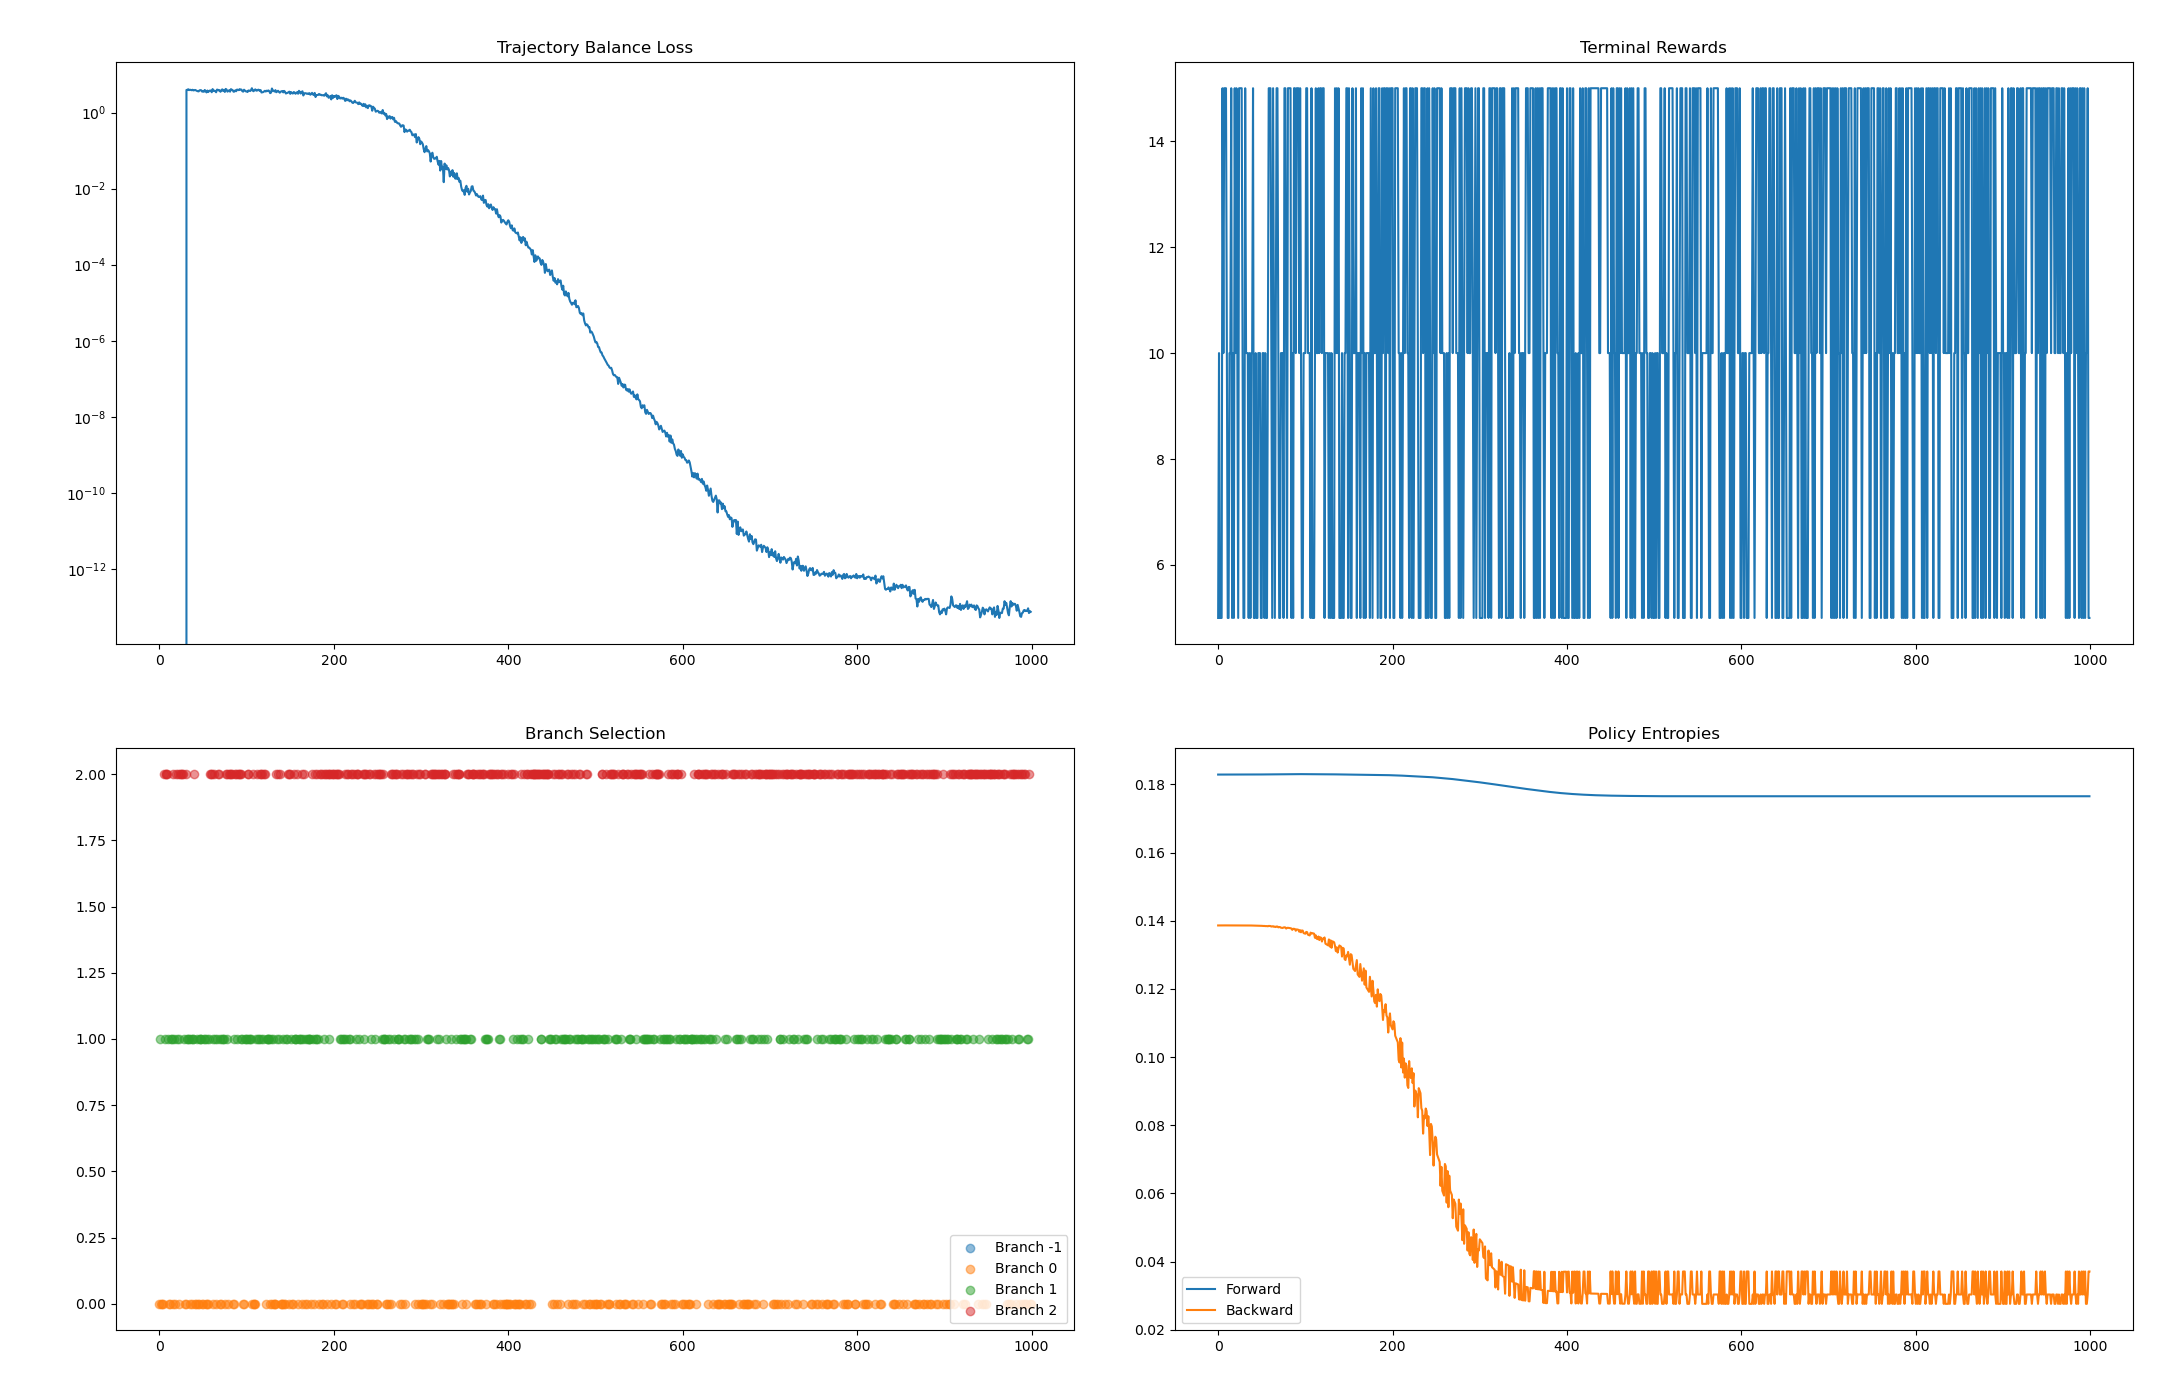 Trajectory Balance Loss
10^0
10^-2
10^-4
10^-6
10^-8
10^-10
10^-12
0 200 400 600 800 1000
Terminal Rewards
14
12
10
8
6
0 200 400 600 800 1000
Branch Selection
2.00
1.75
1.50
1.25
1.00
0.75
0.50
0.25
0.00
Branch -1
Branch 0
Branch 1
Branch 2
0 200 400 600 800 1000
Policy Entropies
0.18
0.16
0.14
0.12
0.10
0.08
0.06
0.04
0.02
Forward
Backward
0 200 400 600 800 1000